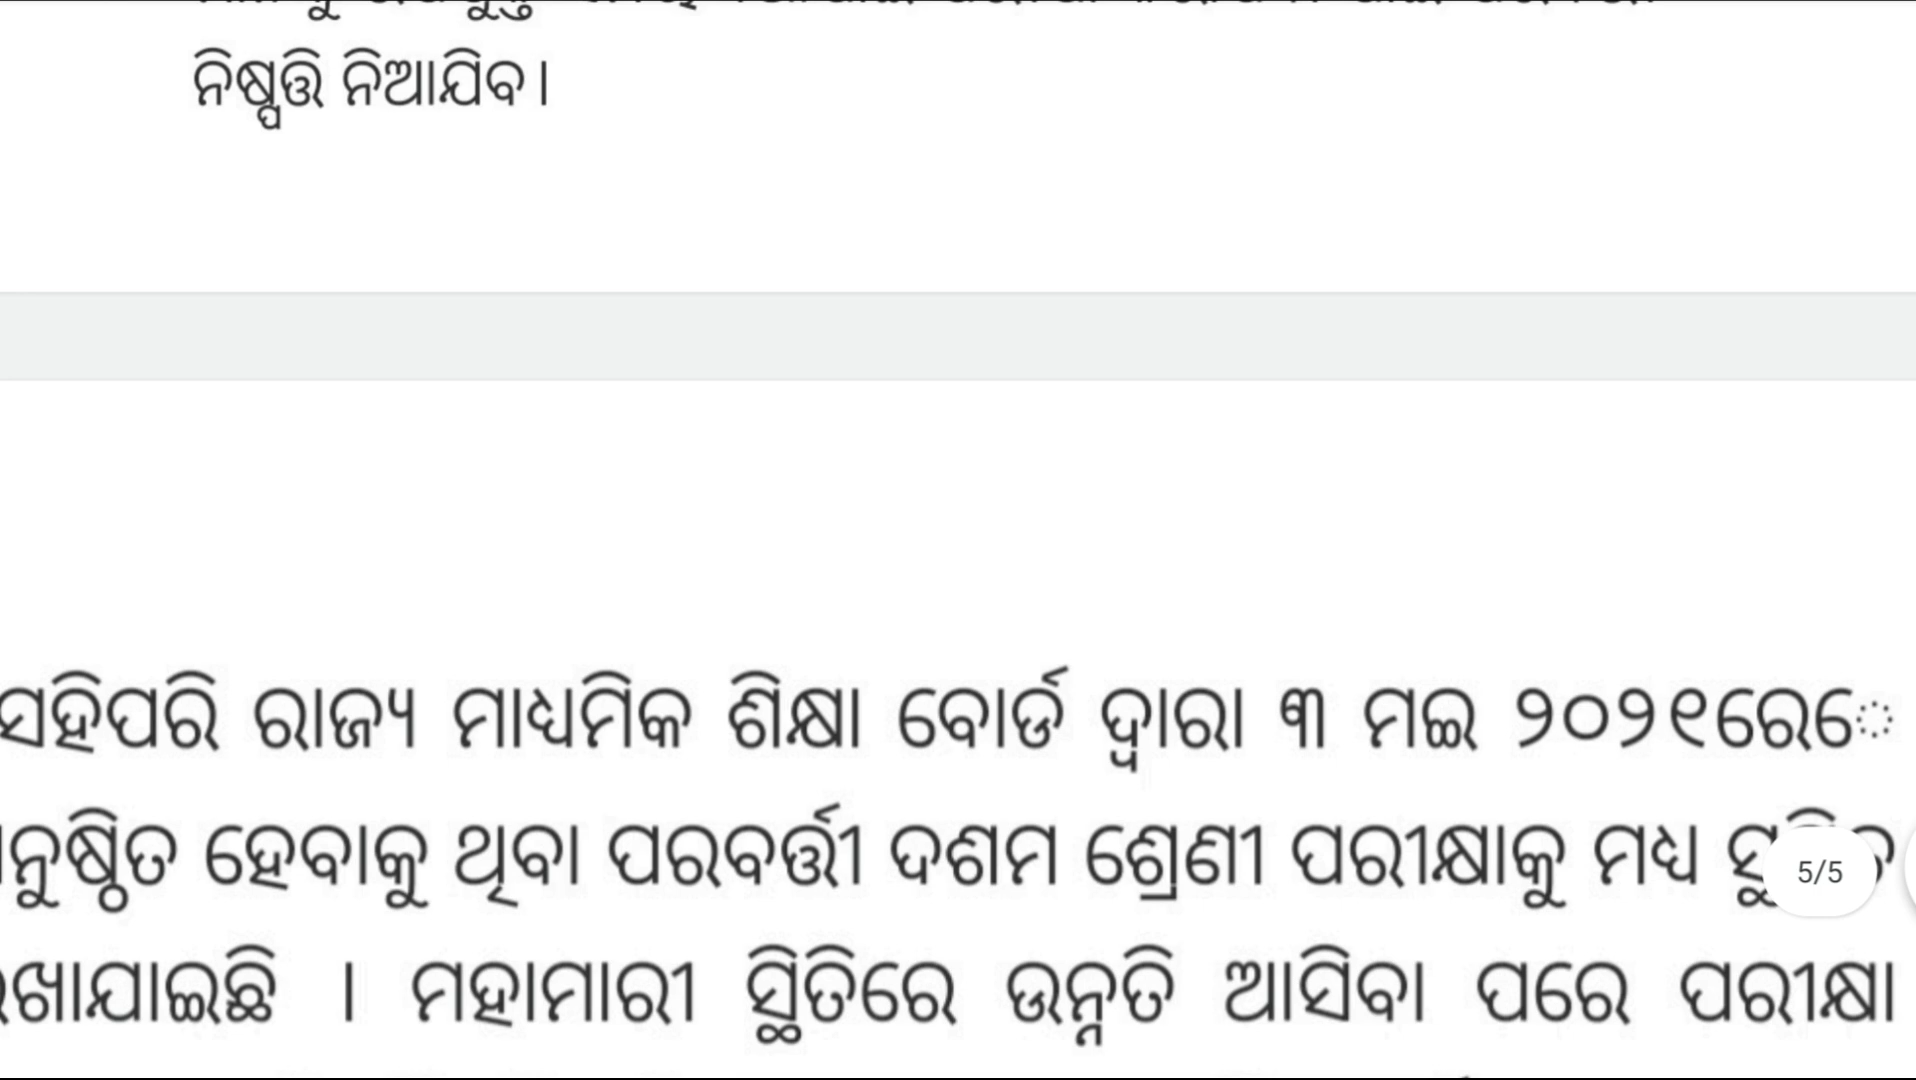 ନିଷ୍ପତ୍ତି ନିଆଯିବ।
ସହିପରି ରାଜ୍ୟ ମାଧ୍ୟମିକ ଶିକ୍ଷା ବୋର୍ଡ ଦ୍ୱାରା ୩ ମଇ ୨୦୨୧ରେେ
ନୁଷ୍ଠିତ ହେବାକୁ ଥିବା ପରବର୍ତ୍ତୀ ଦଶମ ଶ୍ରେଣୀ ପରୀକ୍ଷାକୁ ମଧ୍ୟ
5/5
ଖାଯାଇଛି । ମହାମାରୀ ସ୍ଥିତିରେ ଉନ୍ନତି ଆସିବା ପରେ ପରୀକ୍ଷା